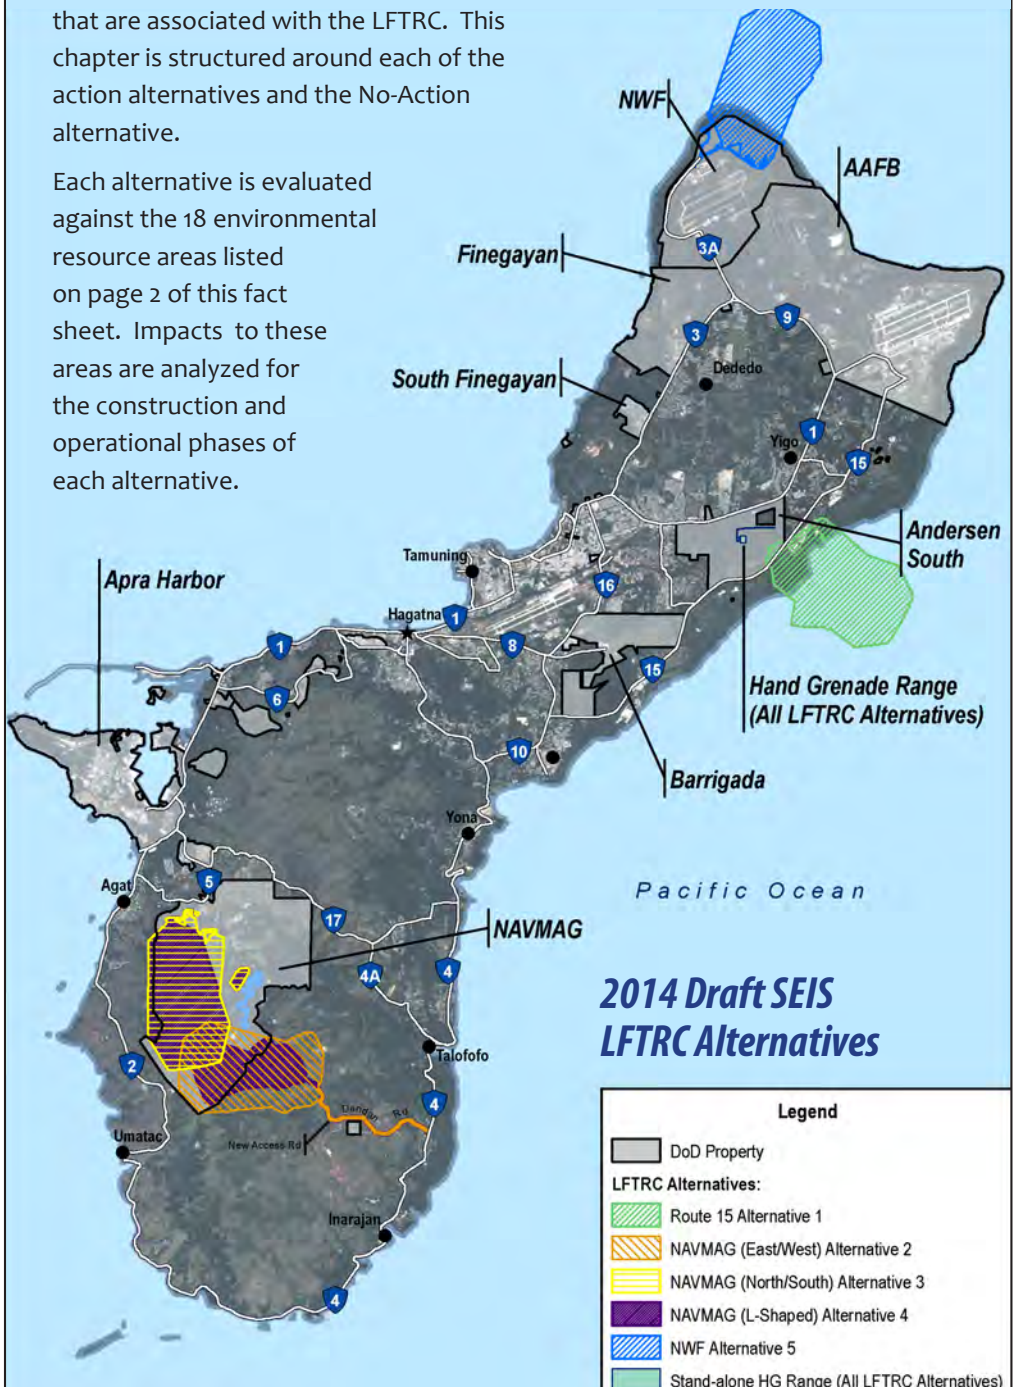 that are associated with the LFTRC.  This
chapter is structured around each of the
action alternatives and the No-Action
alternative.
Each alternative is evaluated
against the 18 environmental
resource areas listed
on page 2 of this fact
sheet.  Impacts  to these
areas are analyzed for
the construction and
operational phases of
each alternative.
NWF
AAFB
3A
Finegayan
9
3
South Finegayan
Dededo
1
Yigo
15
Andersen
South
Tamuning
Apra Harbor
16
Hagatna
1
1
8
15
6
Hand Grenade Range
(All LFTRC Alternatives)
10
Barrigada
Yona
5
Agat
Pacific Ocean
17
NAVMAG
4A
4
2014 Draft SEIS
LFTRC Alternatives
Talofofo
2
4
Dandan Rd
Umatac
New Access Rd
Inarajan
4
Legend
DoD Property
LFTRC Alternatives:
Route 15 Alternative 1
NAVMAG (East/West) Alternative 2
NAVMAG (North/South) Alternative 3
NAVMAG (L-Shaped) Alternative 4
NWF Alternative 5
Stand-alone HG Range (All LFTRC Alternatives)